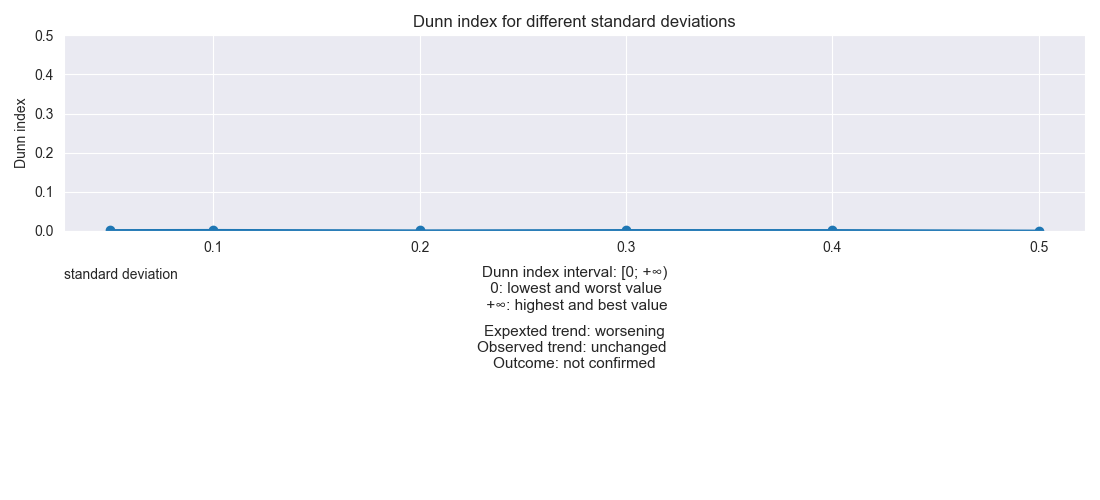 Dunn index for different standard deviations
0.5
0.4
0.3
0.2
0.1
0.0
Dunn index
0.1 0.2 0.3 0.4 0.5
standard deviation
Dunn index interval: [0; +∞)
0: lowest and worst value
+∞: highest and best value
Expexted trend: worsening
Observed trend: unchanged
Outcome: not confirmed